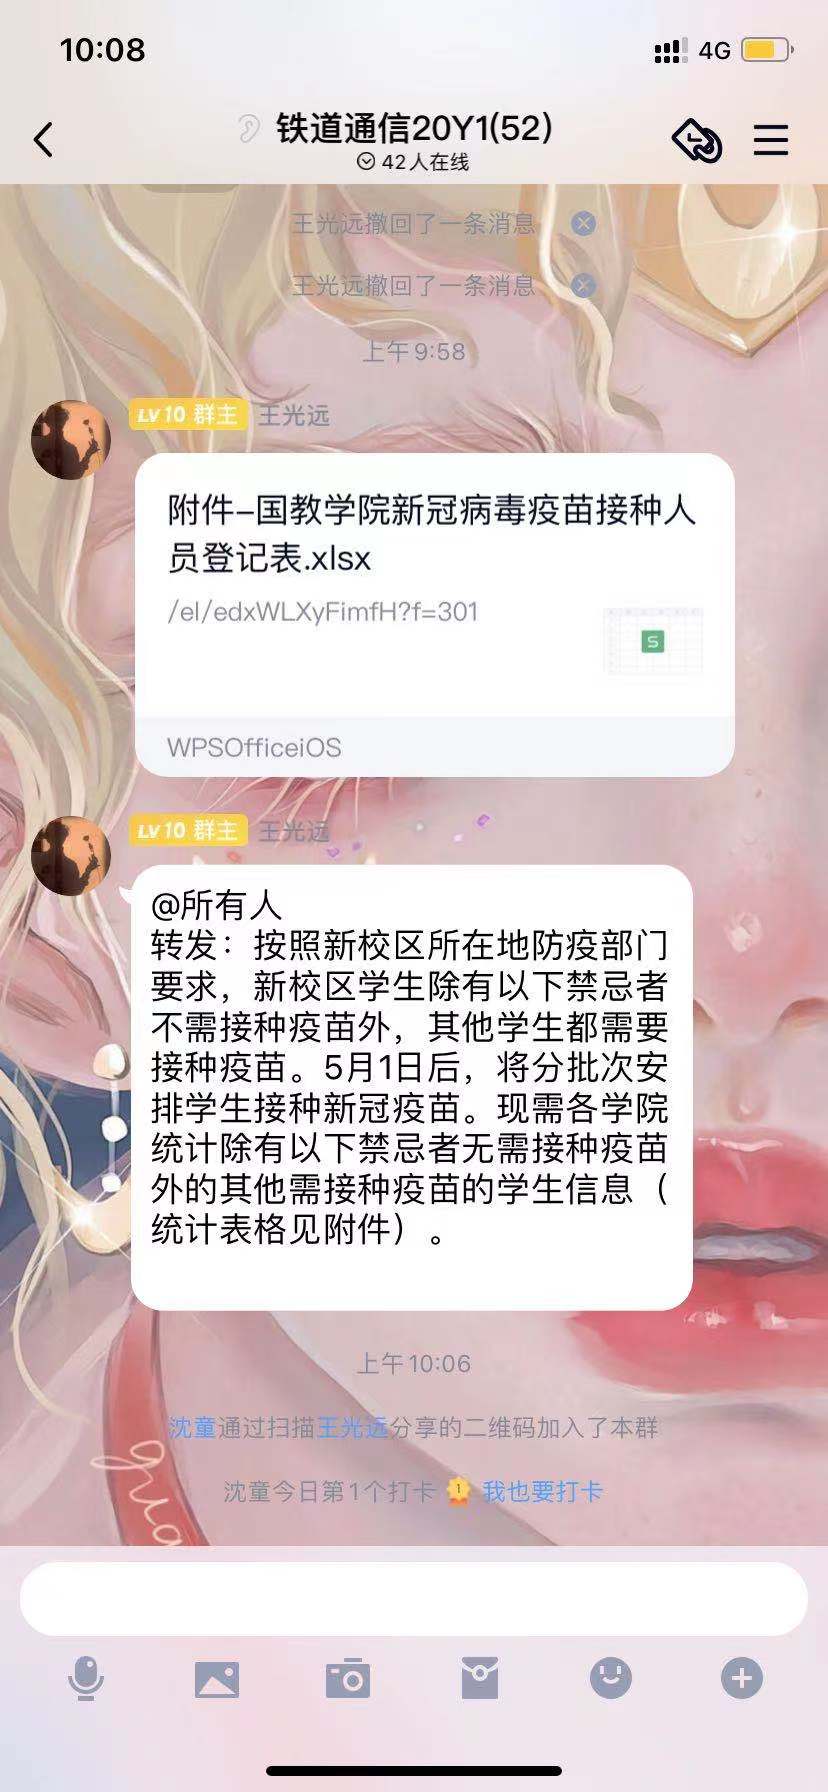 10:08
4G
铁道通信20Y1(52)
42人在线
王光远撤回了一条消息
王光远撤回了一条消息
上午9:58
LV10 群主 王光远
附件-国教学院新冠病毒疫苗接种人
员登记表.xlsx
/el/edxWLXyFimfH?f=301
S
WPSOfficeiOS
LV10 群主 王光远
@所有人
转发：按照新校区所在地防疫部门
要求，新校区学生除有以下禁忌者
不需接种疫苗外，其他学生都需要
接种疫苗。5月1日后，将分批次安
排学生接种新冠疫苗。现需各学院
统计除有以下禁忌者无需接种疫苗
外的其他需接种疫苗的学生信息（
统计表格见附件）。
上午10:06
沈童通过扫描王光远分享的二维码加入了本群
沈童今日第1个打卡 1 我也要打卡